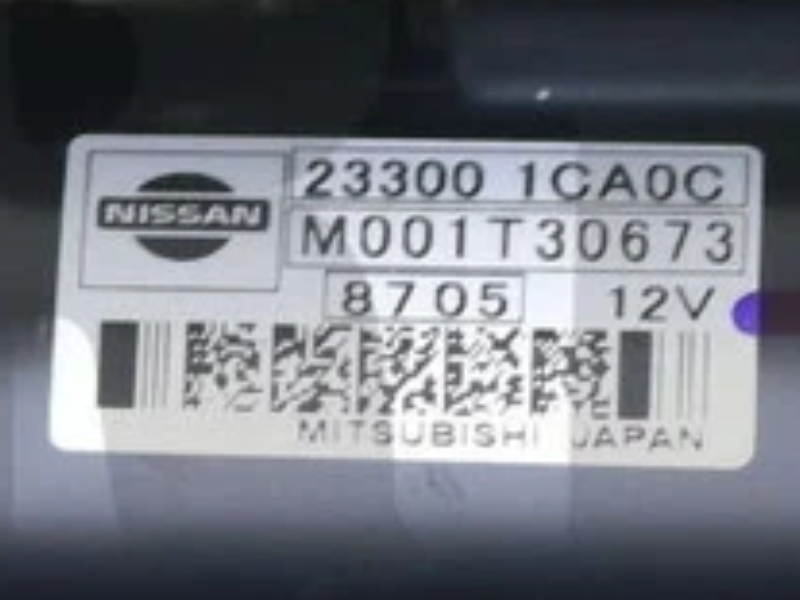 NISSAN
23300 1CA0C
M001T30673
8705 12V
MITSUBISHI JAPAN